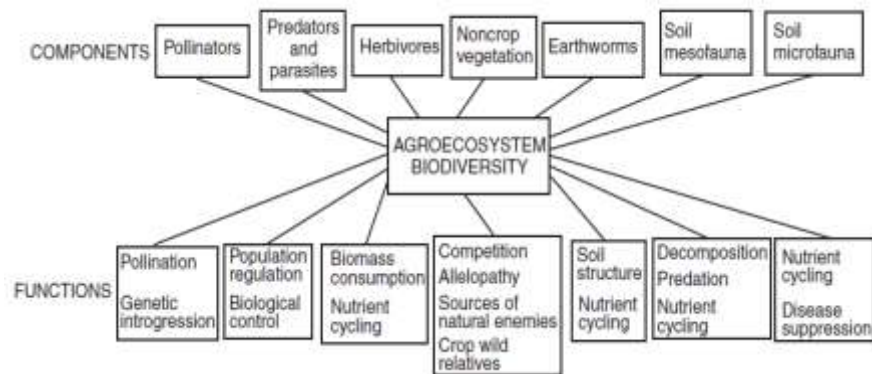 COMPONENTS
Pollinators
Predators
and
parasites
Herbivores
Noncrop
vegetation
Earthworms
Soil
mesofauna
Soil
microfauna
AGROECOSYSTEM
BIODIVERSITY
FUNCTIONS
Pollination
Genetic
introgression
Population
regulation
Biological
control
Biomass
consumption
Nutrient
cycling
Competition
Allelopathy
Sources of
natural enemies
Crop wild
relatives
Soil
structure
Nutrient
cycling
Decomposition
Predation
Nutrient
cycling
Nutrient
cycling
Disease
suppression